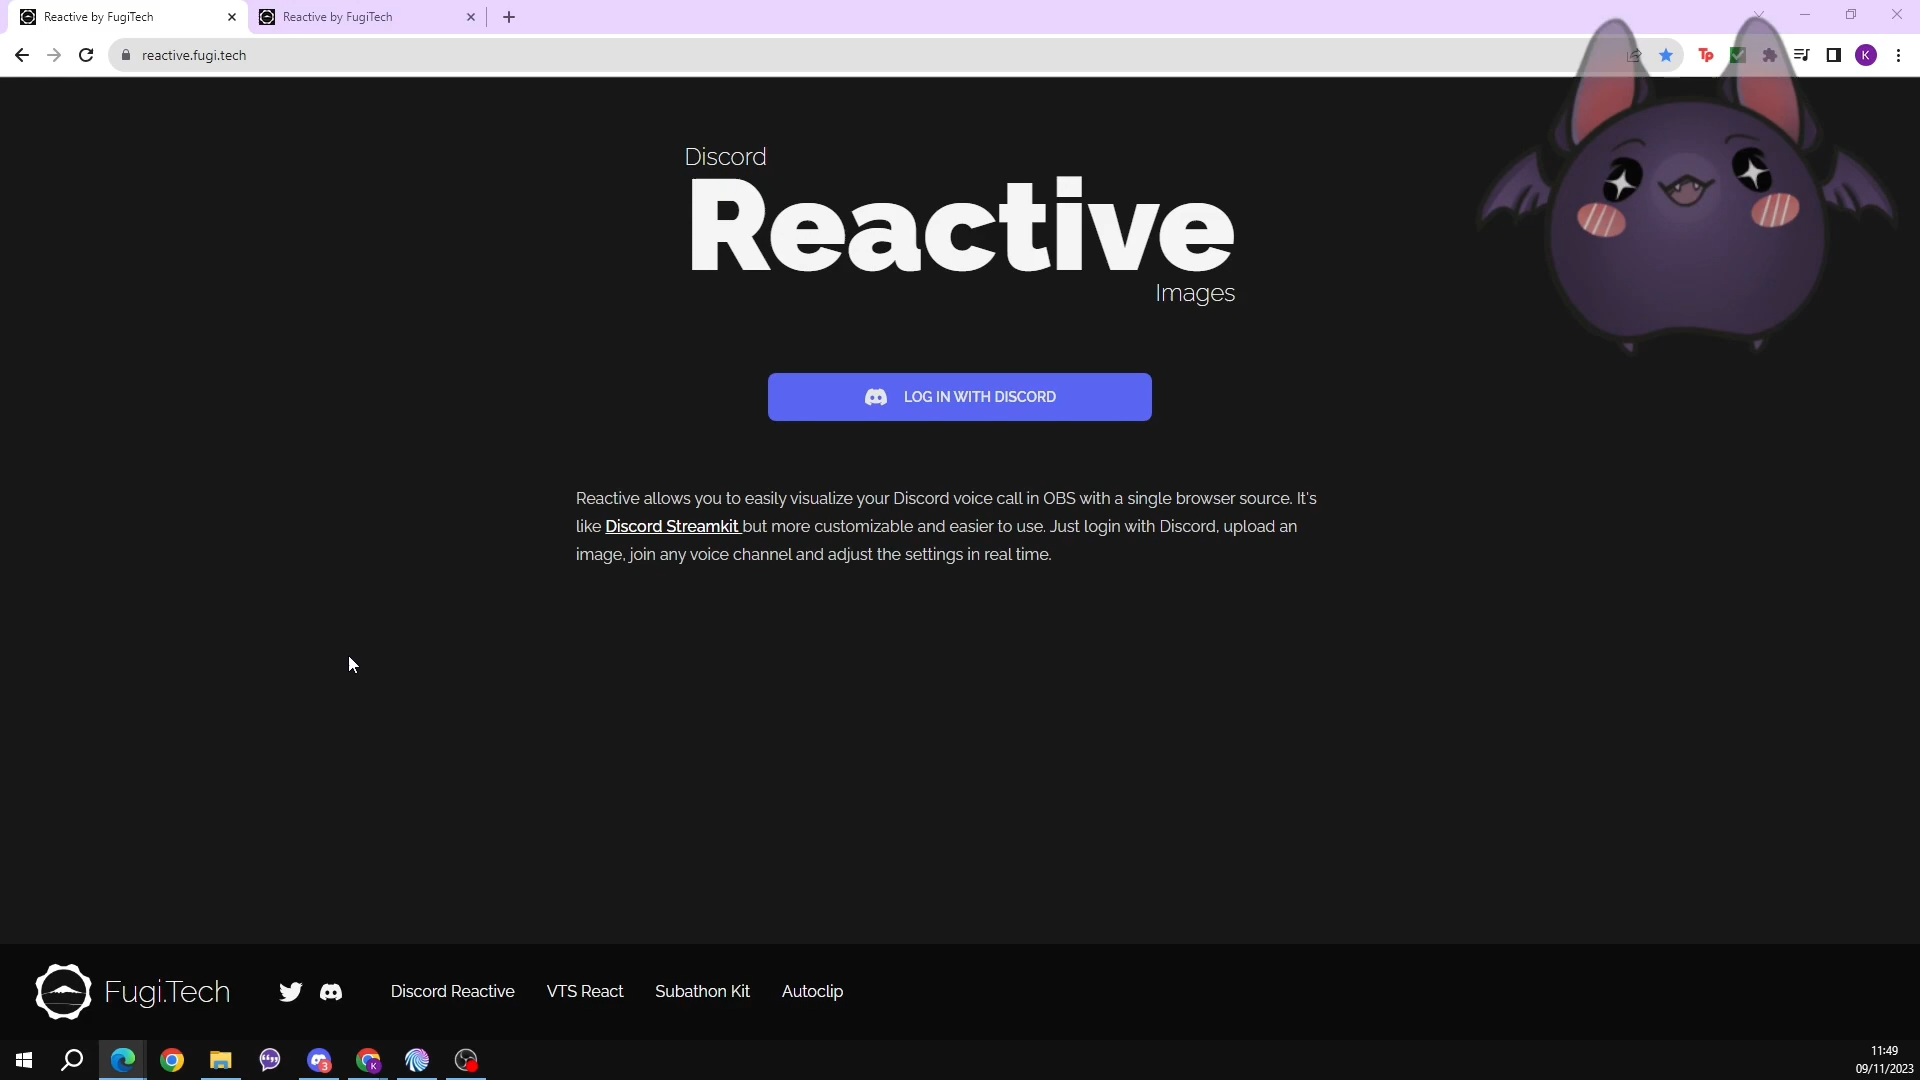 Reactive by FugiTech
Reactive by FugiTech
reactive.fugi.tech
Tp
K
Discord
Reactive
Images
LOG IN WITH DISCORD
Reactive allows you to easily visualize your Discord voice call in OBS with a single browser source. It's
like Discord Streamkit but more customizable and easier to use. Just login with Discord, upload an
image, join any voice channel and adjust the settings in real time.
Fugi.Tech
Discord Reactive
VTS React
Subathon Kit
Autoclip
3
K
11:49
09/11/2023